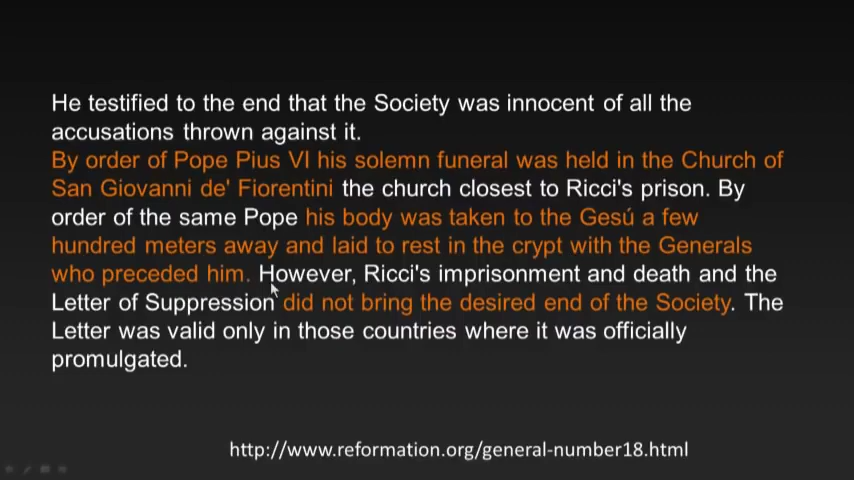 He testified to the end that the Society was innocent of all the
accusations thrown against it.
By order of Pope Pius VI his solemn funeral was held in the Church of
San Giovanni de' Fiorentini the church closest to Ricci's prison. By
order of the same Pope his body was taken to the Gesú a few
hundred meters away and laid to rest in the crypt with the Generals
who preceded him. However, Ricci's imprisonment and death and the
Letter of Suppression did not bring the desired end of the Society. The
Letter was valid only in those countries where it was officially
promulgated.
http://www.reformation.org/general-number18.html